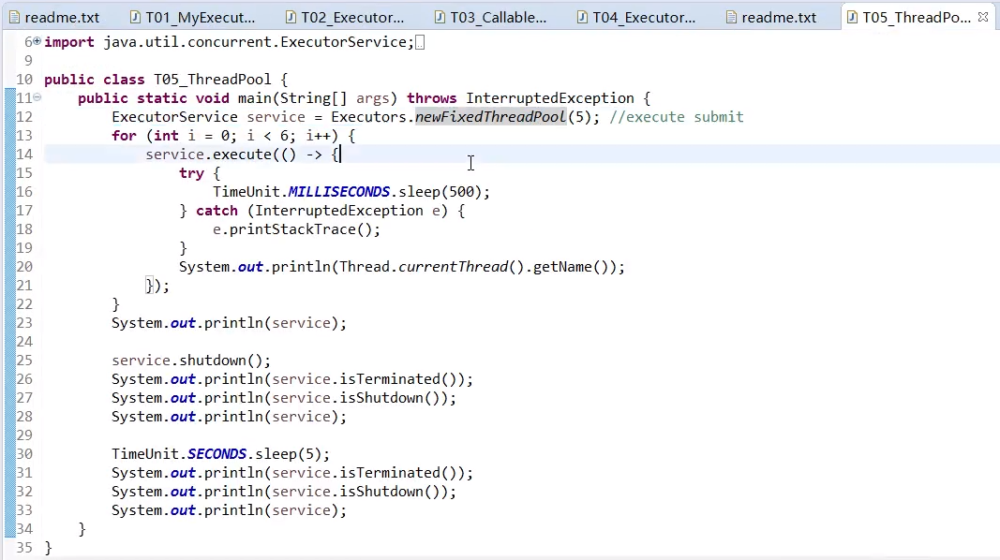 readme.txt T01_MyExecut... T02_Executor... T03_Callable... T04_Executor... readme.txt T05_ThreadPo...
6 import java.util.concurrent.ExecutorService;
9
10 public class T05_ThreadPool {
11 public static void main(String[] args) throws InterruptedException {
12 ExecutorService service = Executors.newFixedThreadPool(5); //execute submit
13 for (int i = 0; i < 6; i++) {
14 service.execute(() -> {
15 try {
16 TimeUnit.MILLISECONDS.sleep(500);
17 } catch (InterruptedException e) {
18 e.printStackTrace();
19 }
20 System.out.println(Thread.currentThread().getName());
21 });
22 }
23 System.out.println(service);
24
25 service.shutdown();
26 System.out.println(service.isTerminated());
27 System.out.println(service.isShutdown());
28 System.out.println(service);
29
30 TimeUnit.SECONDS.sleep(5);
31 System.out.println(service.isTerminated());
32 System.out.println(service.isShutdown());
33 System.out.println(service);
34 }
35 }